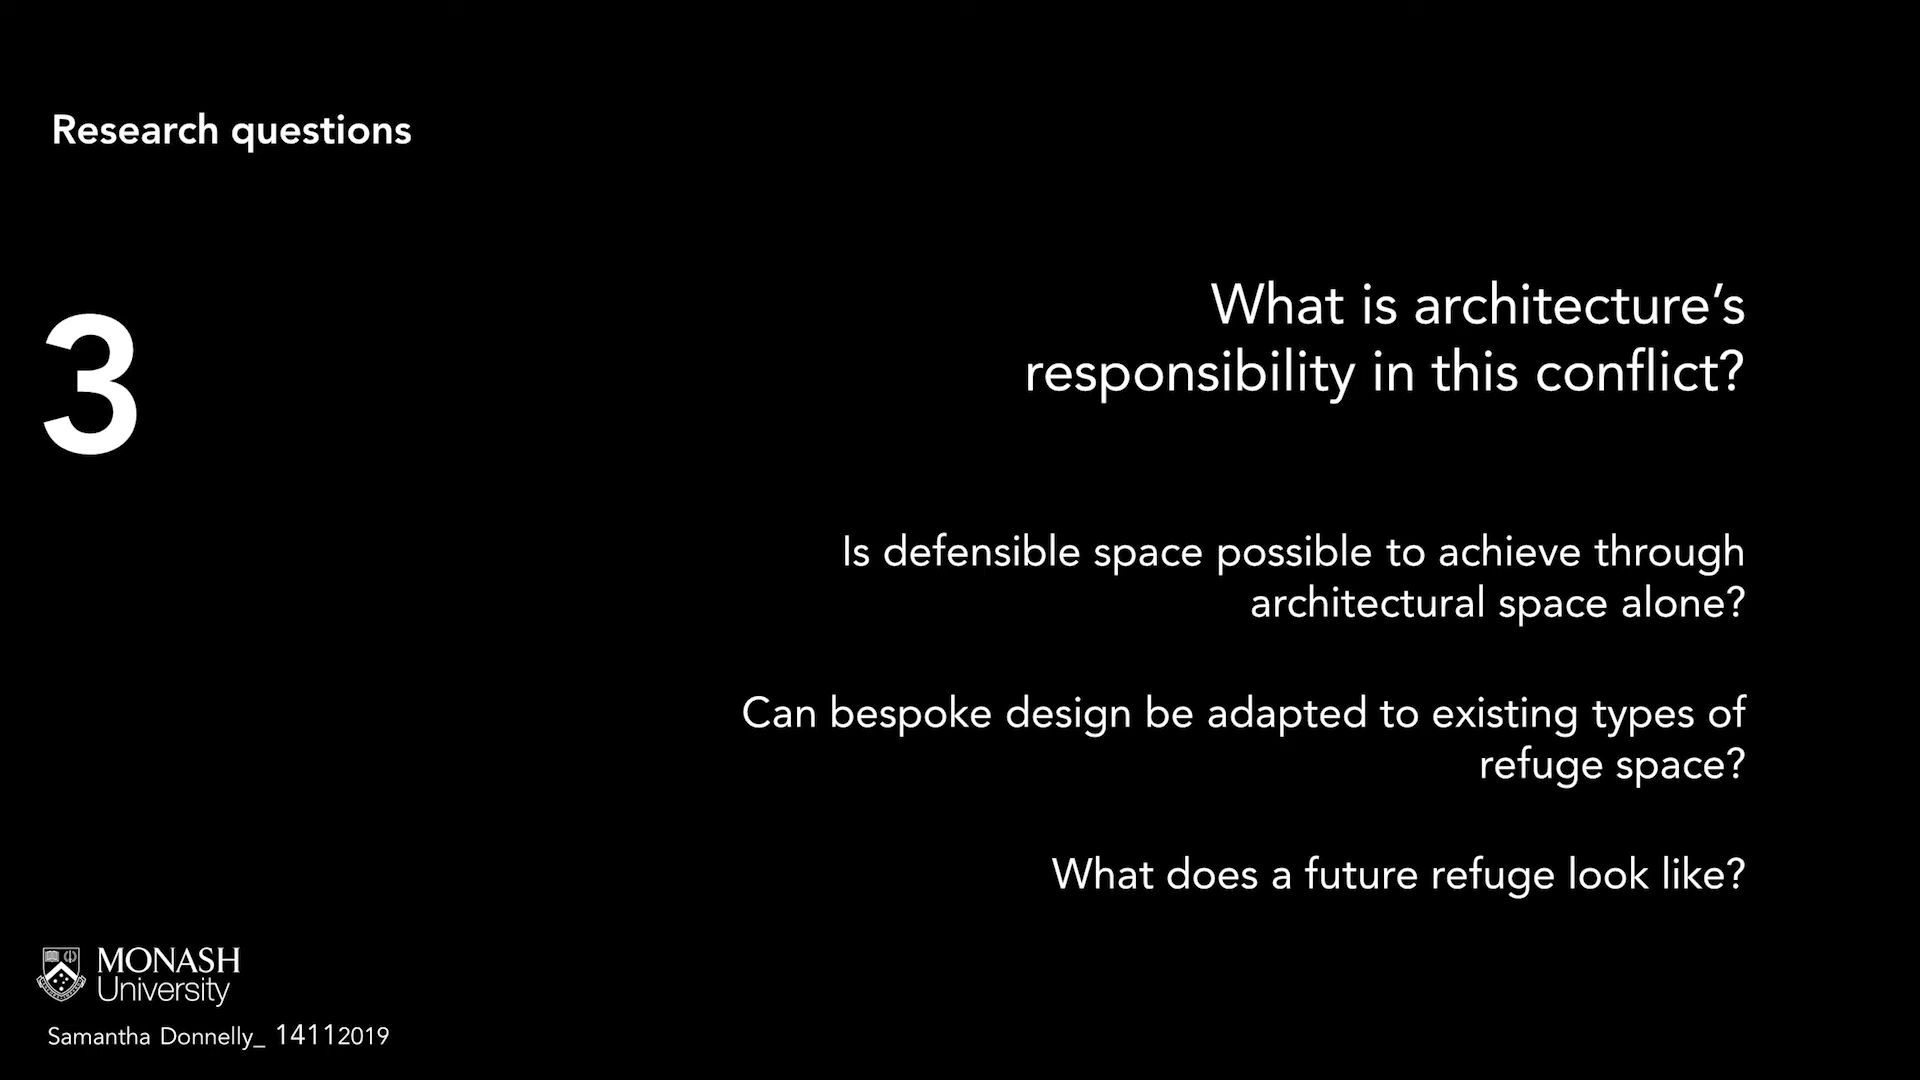 Research questions
3
What is architecture’s
responsibility in this conflict?
Is defensible space possible to achieve through
architectural space alone?
Can bespoke design be adapted to existing types of
refuge space?
What does a future refuge look like?
MONASH
University
Samantha Donnelly_ 14112019